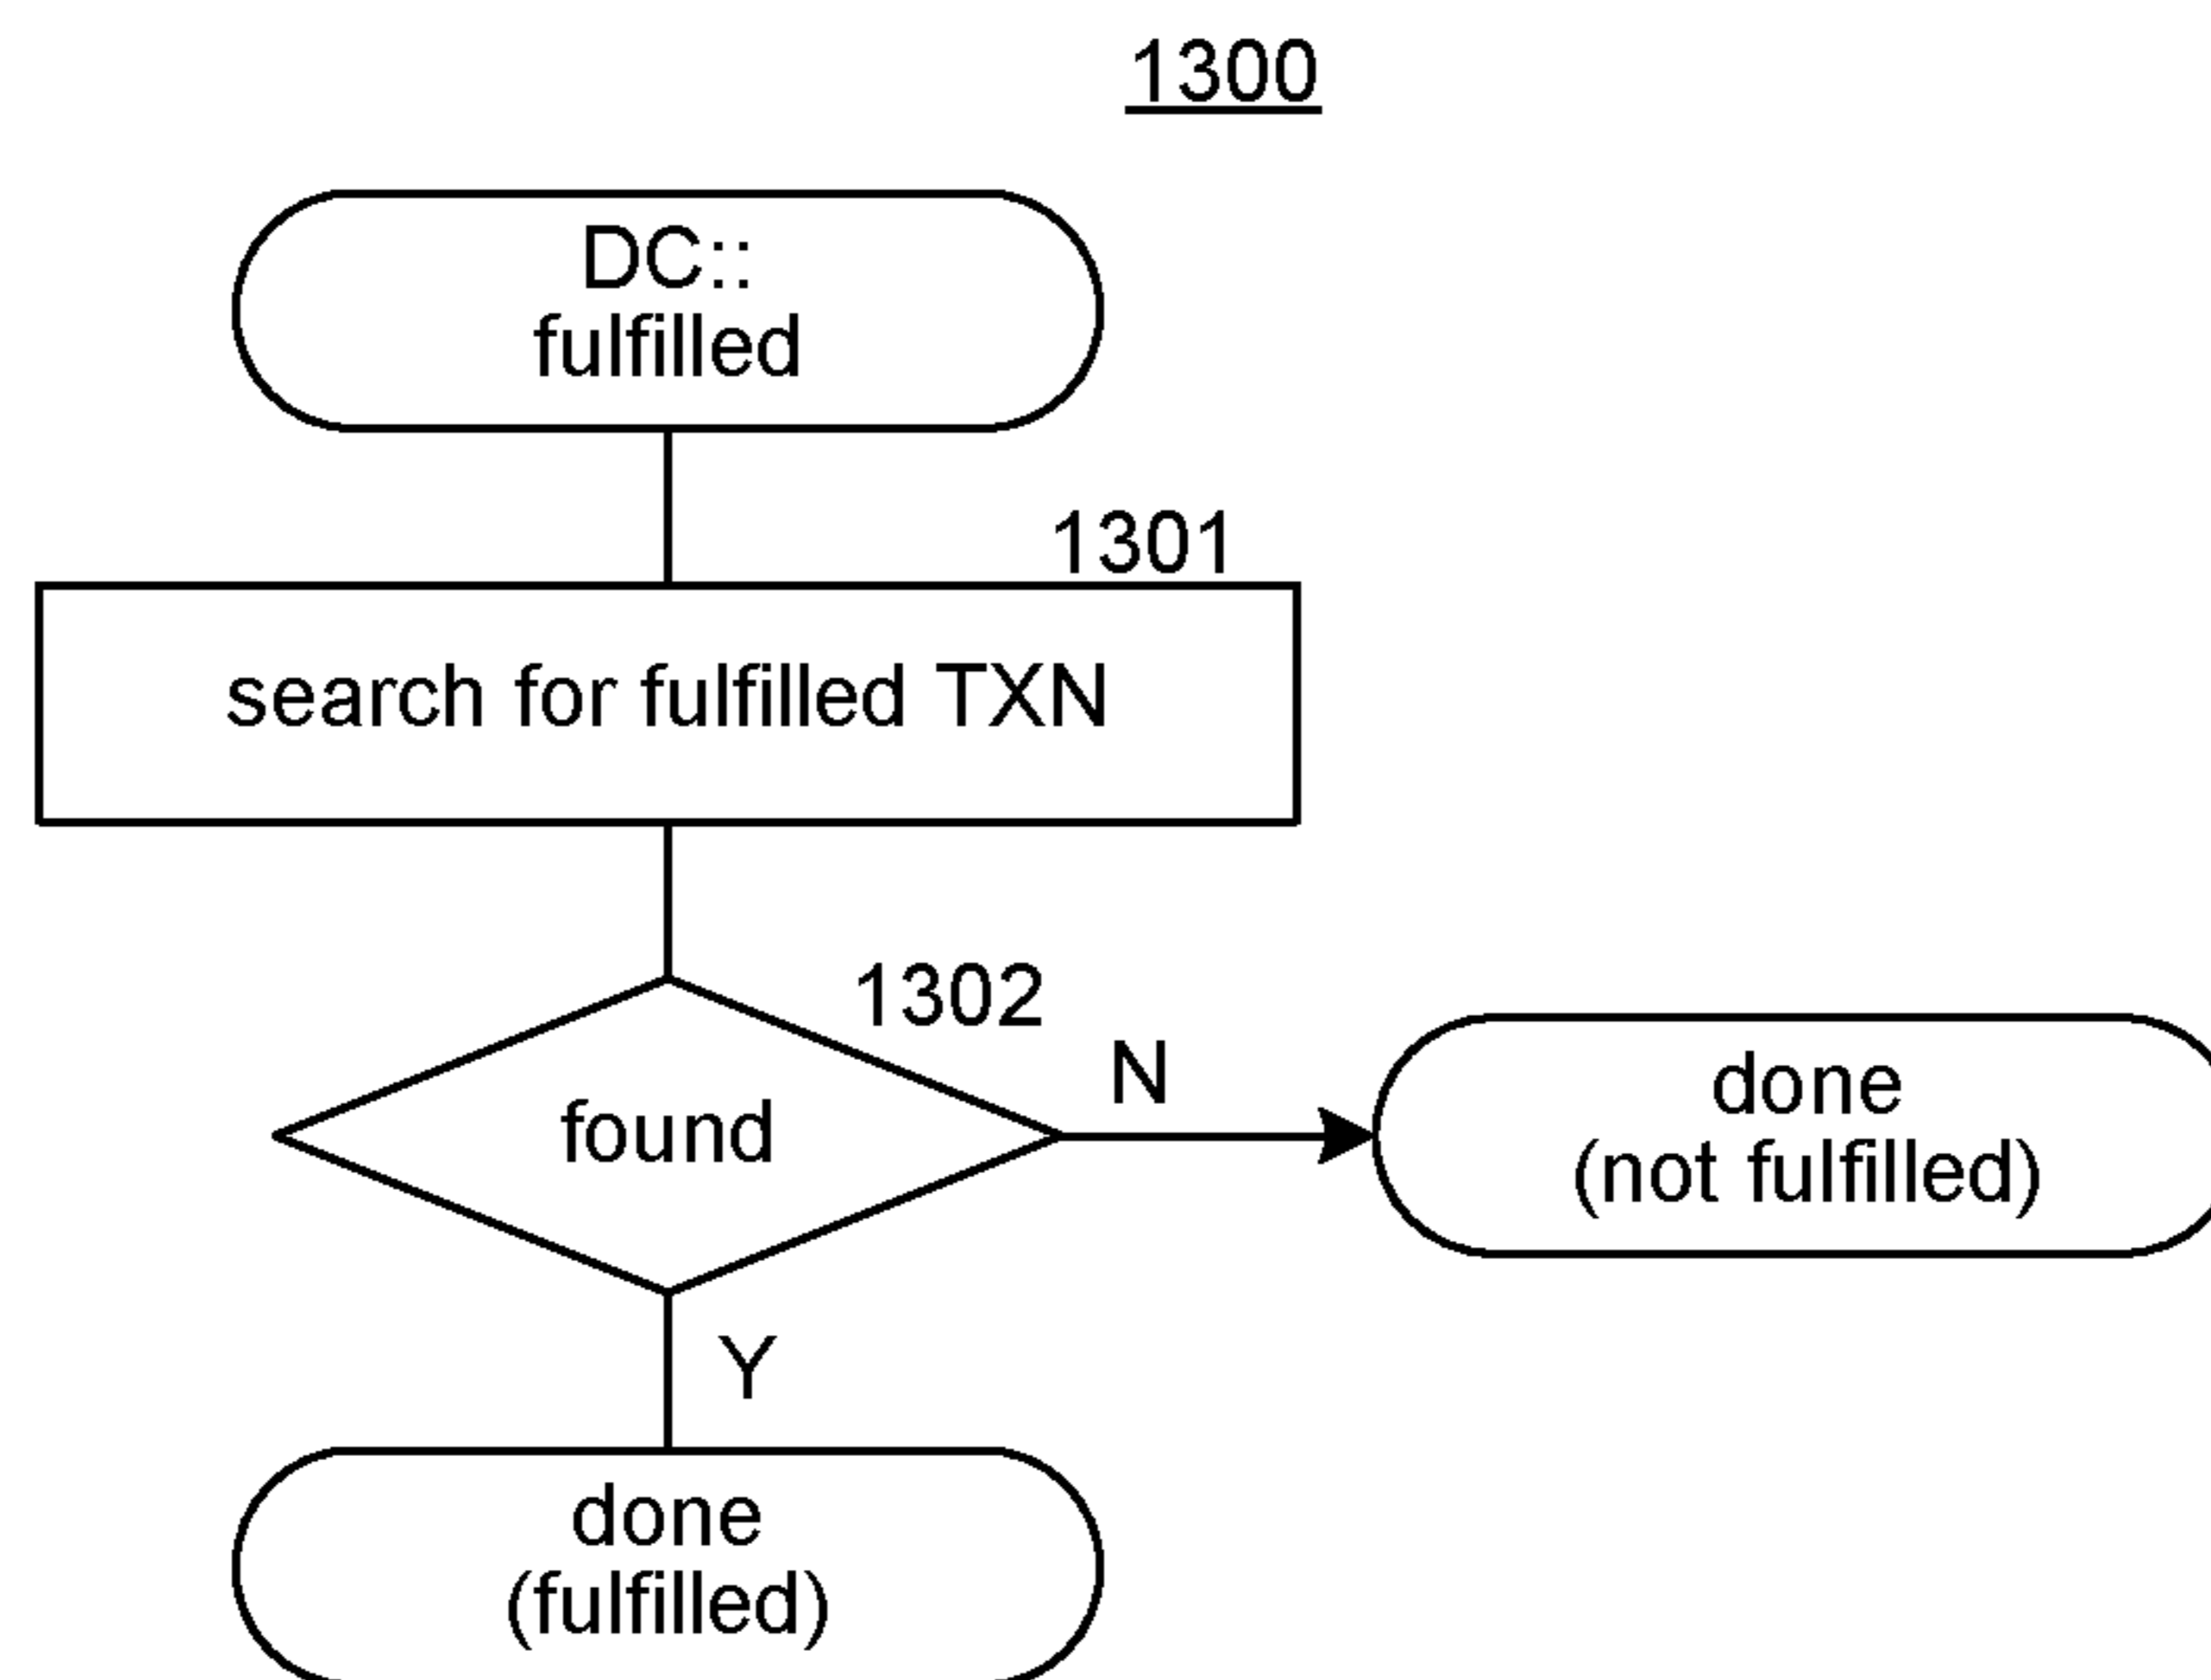 1300
DC::
fulfilled
1301
search for fulfilled TXN
1302
found
N
done
(not fulfilled)
Y
done
(fulfilled)